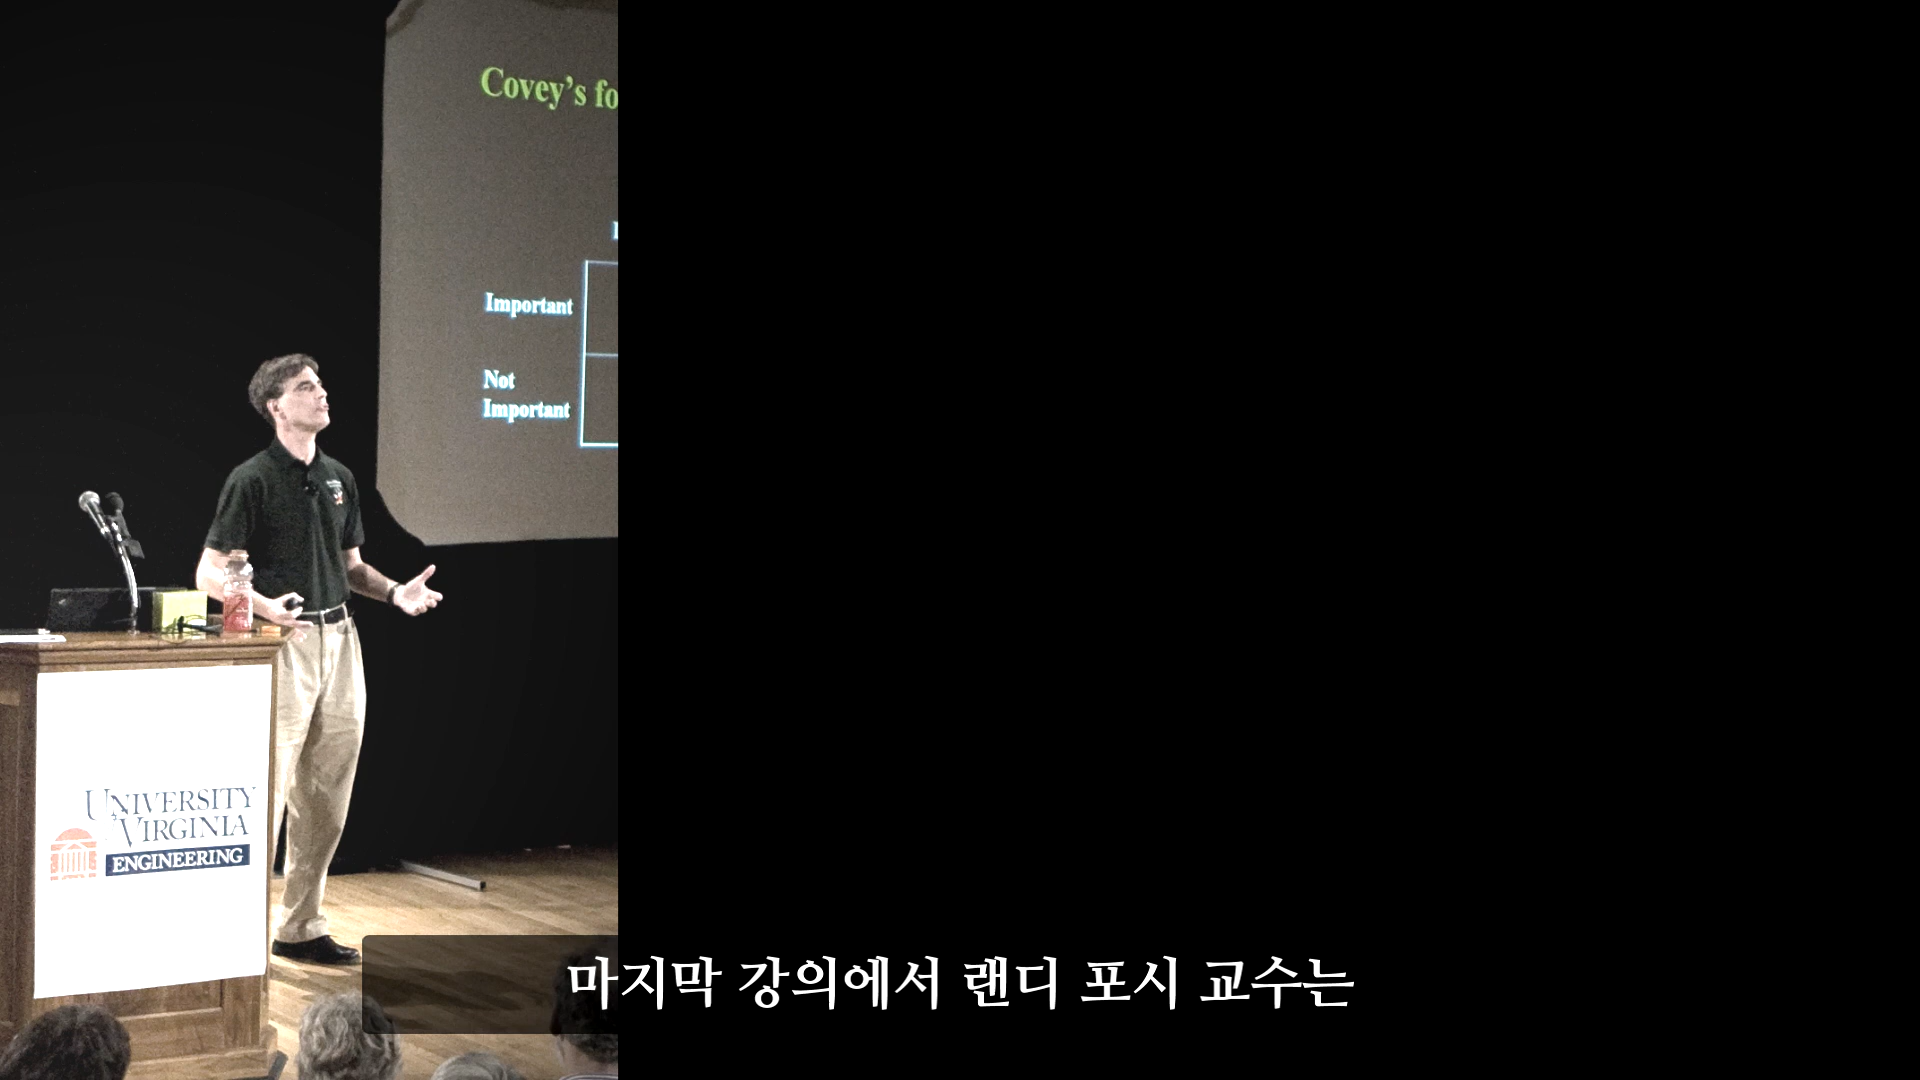 Covey's fo
Important
Not
Important
UNIVERSITY
of VIRGINIA
ENGINEERING
마지막 강의에서 랜디 포시 교수는